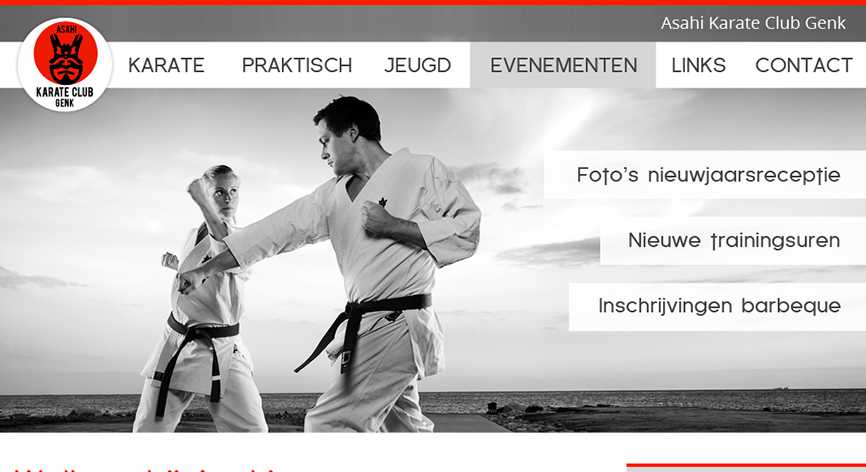 Asahi Karate Club Genk
ASAHI
KARATE CLUB
GENK
KARATE PRAKTISCH JEUGD EVENEMENTEN LINKS CONTACT
Foto's nieuwjaarsreceptie
Nieuwe trainingsuren
Inschrijvingen barbeque